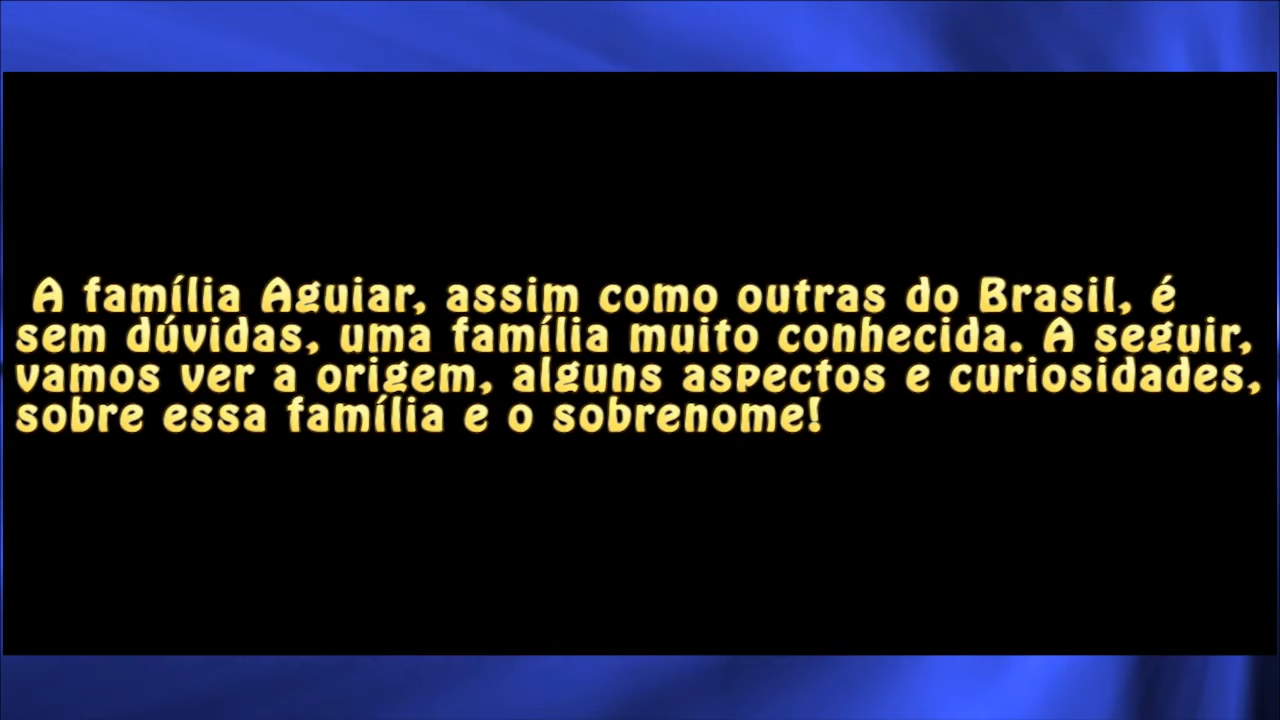 A família Aguiar, assim como outras do Brasil, é
sem dúvidas, uma família muito conhecida. A seguir,
vamos ver a origem, alguns aspectos e curiosidades,
sobre essa família e o sobrenome!